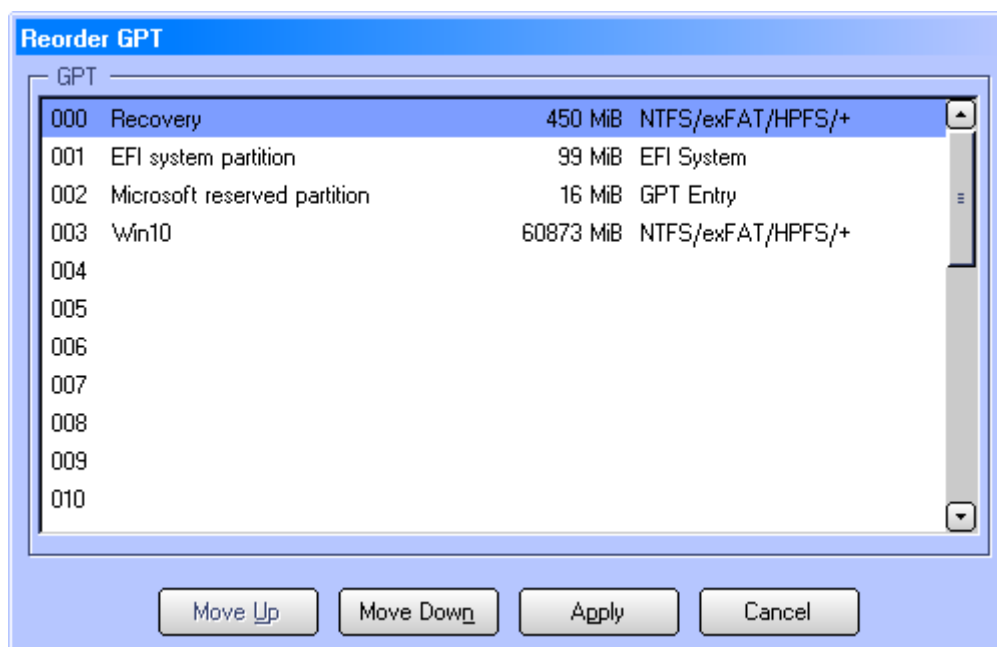 Reorder GPT
GPT
000 Recovery 450 MiB NTFS/exFAT/HPFS/+
001 EFI system partition 99 MiB EFI System
002 Microsoft reserved partition 16 MiB GPT Entry
003 Win10 60873 MiB NTFS/exFAT/HPFS/+
004
005
006
007
008
009
010
Move Up Move Down Apply Cancel